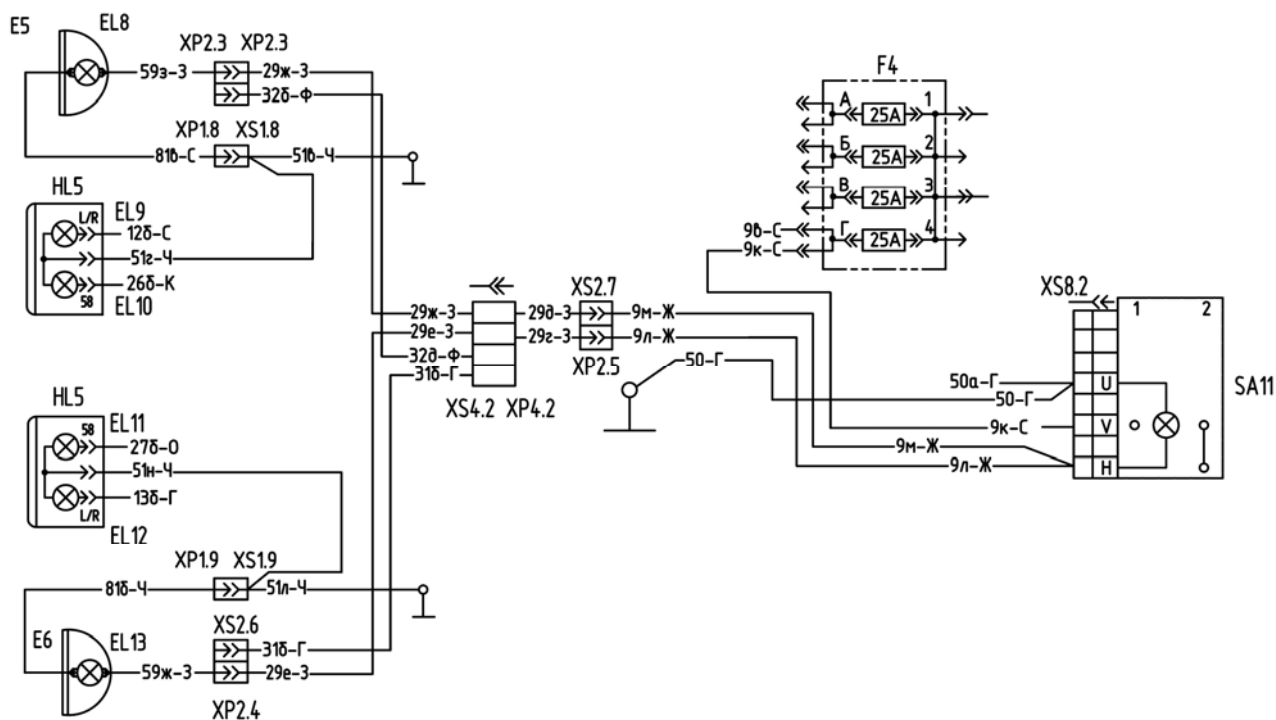 E5 EL8
XP2.3 XP2.3
59з-З 29ж-З
32б-Ф
XP1.8 XS1.8
81в-С 51в-Ч
HL5
L/R EL9
12б-С
51г-Ч
26б-К
58 EL10
F4
А 25А 1
Б 25А 2
В 25А 3
9в-С Г 25А 4
9к-С
29ж-З 29д-З XS2.7 9м-Ж
29е-З 29г-З 9л-Ж
32д-Ф XP2.5
31б-Г
XS4.2 XP4.2
50-Г
XS8.2
1 2
50а-Г U
50-Г
SA11
9к-С V
9м-Ж
9л-Ж H
HL5
EL11
58
27б-О
51н-Ч
13б-Г
L/R
EL12
XP1.9 XS1.9
81б-Ч 51л-Ч
XS2.6
E6 EL13
31б-Г
59ж-З 29е-З
XP2.4